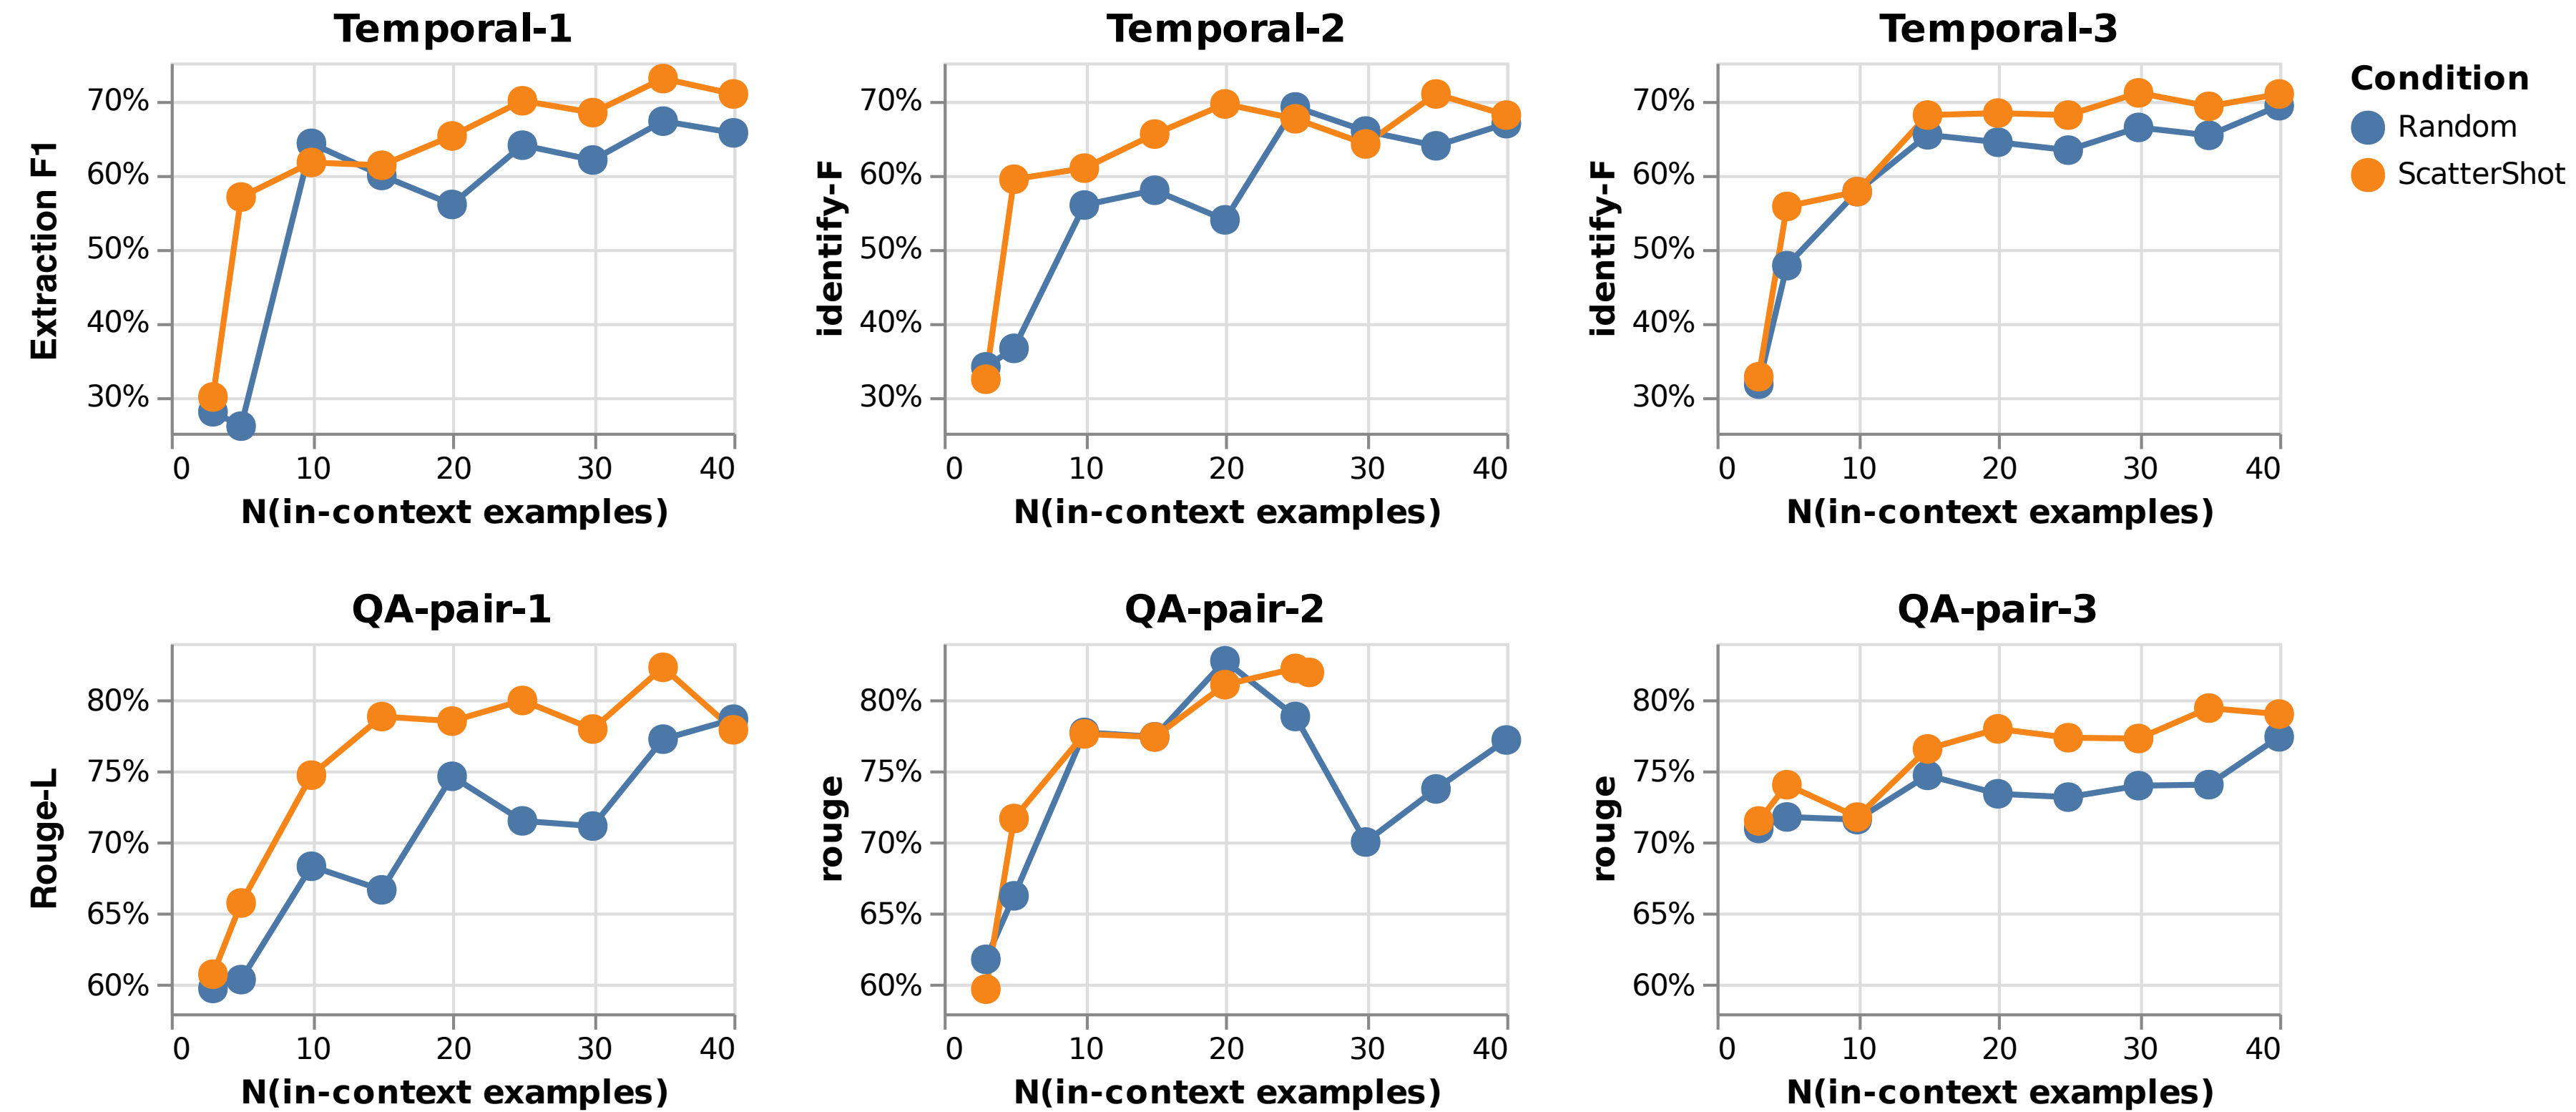 Temporal-1
Temporal-2
Temporal-3
Condition
Random
ScatterShot
70%
60%
50%
40%
30%
Extraction F1
0 10 20 30 40
N(in-context examples)
70%
60%
50%
40%
30%
identify-F
0 10 20 30 40
N(in-context examples)
70%
60%
50%
40%
30%
identify-F
0 10 20 30 40
N(in-context examples)
QA-pair-1
QA-pair-2
QA-pair-3
80%
75%
70%
65%
60%
Rouge-L
0 10 20 30 40
N(in-context examples)
80%
75%
70%
65%
60%
rouge
0 10 20 30 40
N(in-context examples)
80%
75%
70%
65%
60%
rouge
0 10 20 30 40
N(in-context examples)